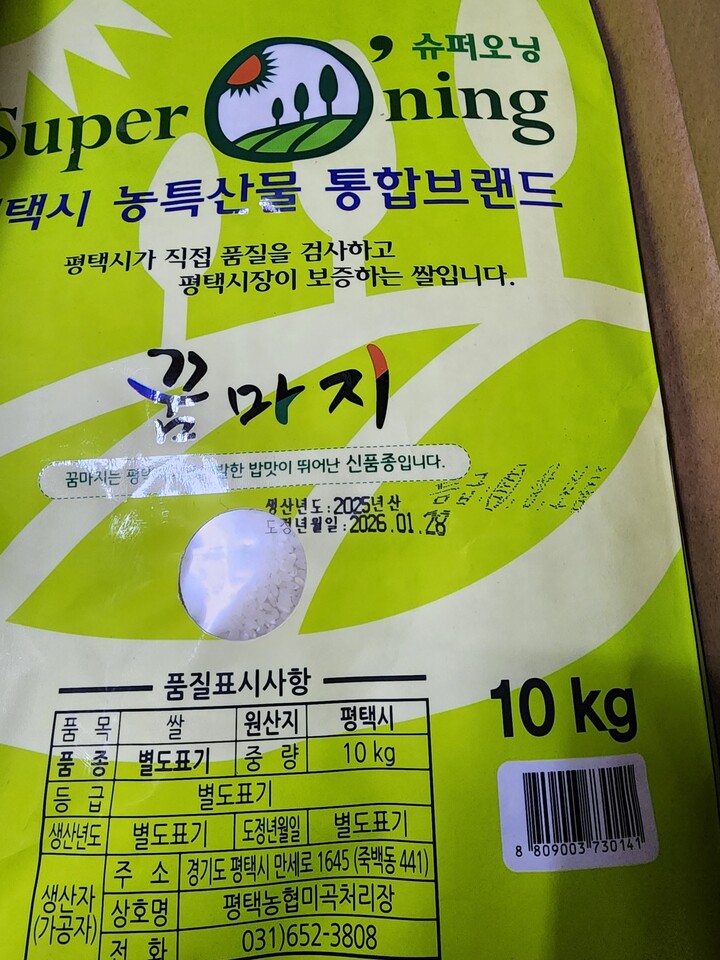 슈퍼오닝
Super O'ning
택시 농특산물 통합브랜드
평택시가 직접 품질을 검사하고
평택시장이 보증하는 쌀입니다.
꿈마지
꿈마지는 밥맛이 뛰어난 신품종입니다.
생산년도:2025년산
도정년월일:2026.01.28
품질표시사항
품 목 쌀 원산지 평택시
품 종 별도표기 중 량 10 kg
등 급 별도표기
생산년도 별도표기 도정년월일 별도표기
생산자
(가공자)
주 소 경기도 평택시 만세로 1645 (죽백동 441)
상호명 평택농협미곡처리장
전 화 031)652-3808
10 kg
8 809003 730141